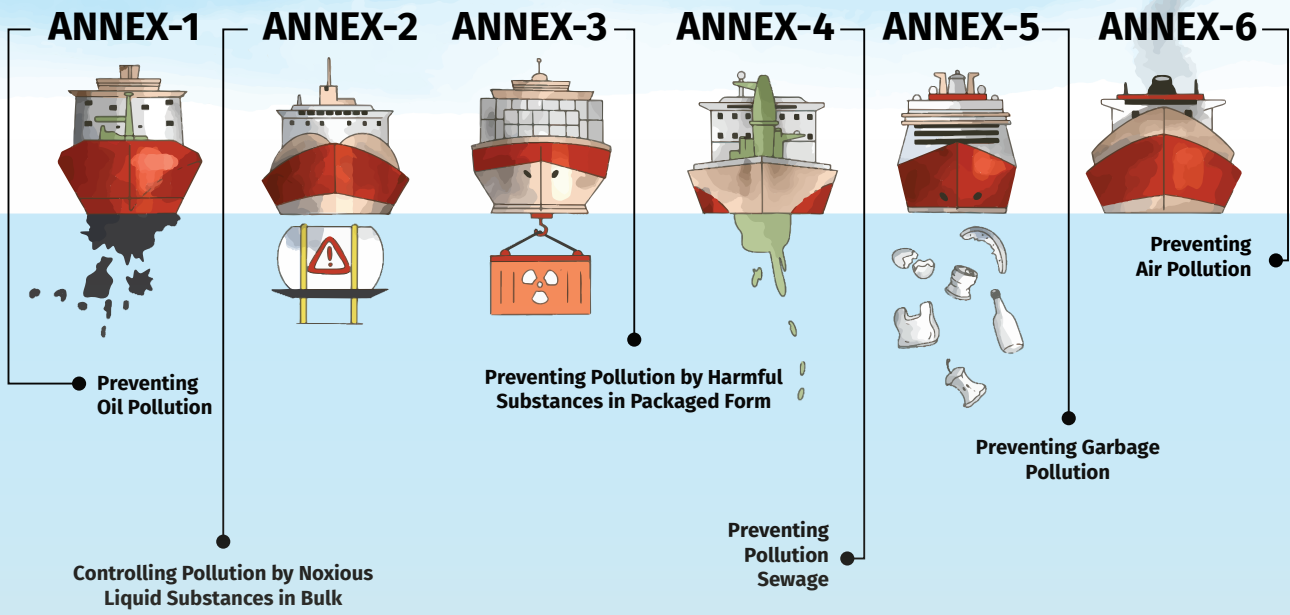 ANNEX-1
ANNEX-2
ANNEX-3
ANNEX-4
ANNEX-5
ANNEX-6
Preventing
Oil Pollution
Controlling Pollution by Noxious
Liquid Substances in Bulk
Preventing Pollution by Harmful
Substances in Packaged Form
Preventing
Pollution
Sewage
Preventing Garbage
Pollution
Preventing
Air Pollution